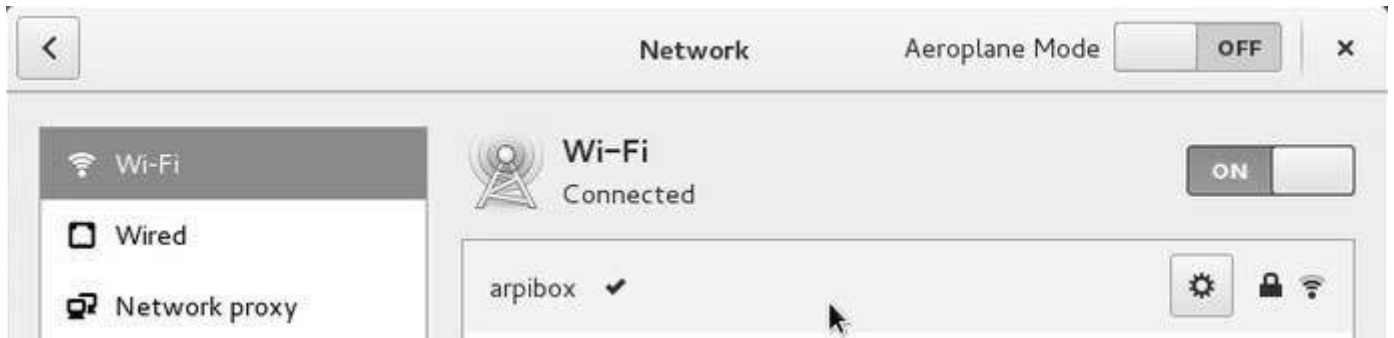 Network Aeroplane Mode OFF
Wi-Fi
Wi-Fi ON
Connected
Wired
arpibox
Network proxy